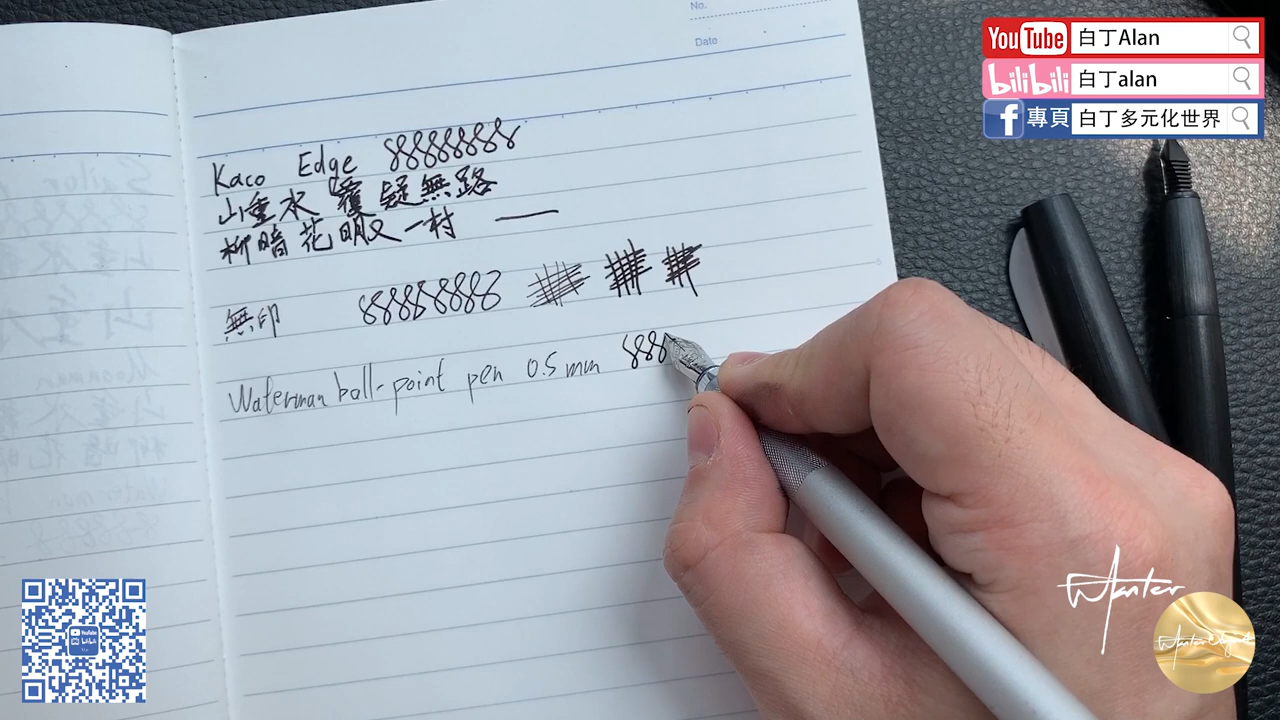 No.
Date
Kaco Edge 88888888
山重水覆疑無路
柳暗花明又一村 —
無印 88888888
Waterman ball-point pen 0.5 mm 888
YouTube 白丁Alan
bilibili 白丁alan
f 專頁 白丁多元化世界